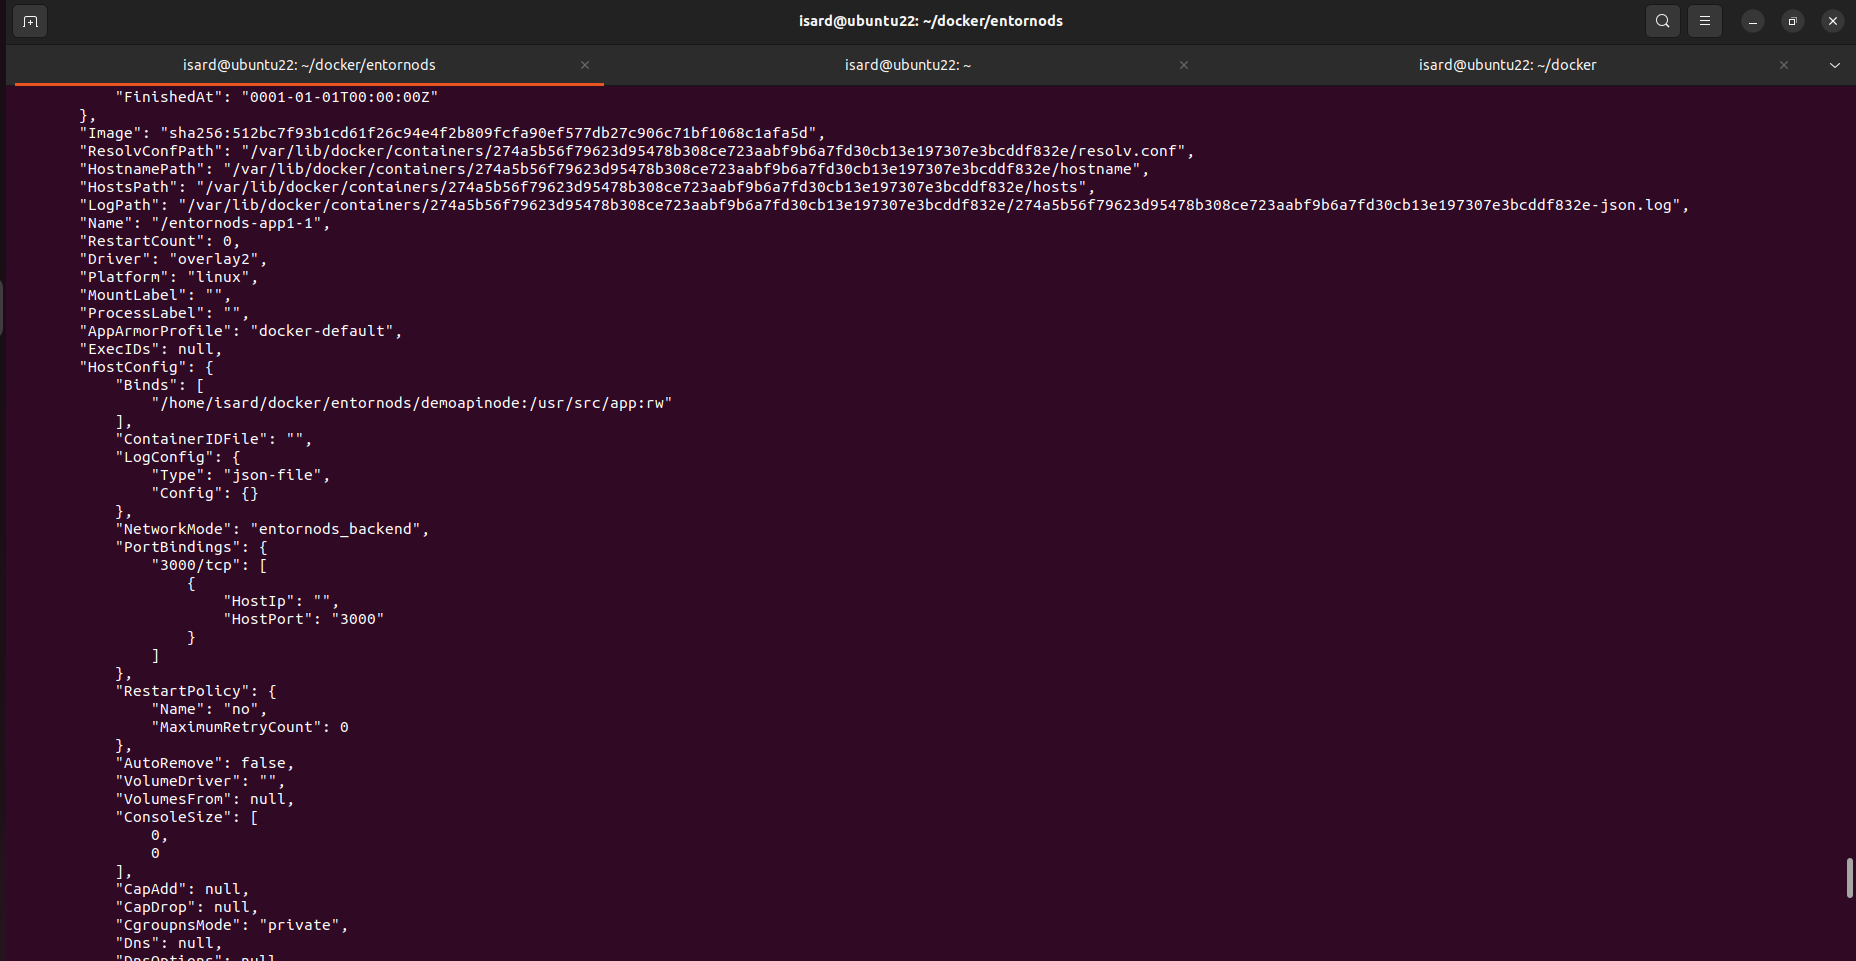 isard@ubuntu22: ~/docker/entornods
isard@ubuntu22: ~/docker/entornods
isard@ubuntu22: ~
isard@ubuntu22: ~/docker
            "FinishedAt": "0001-01-01T00:00:00Z"
        },
        "Image": "sha256:512bc7f93b1cd61f26c94e4f2b809fcfa90ef577db27c906c71bf1068c1afa5d",
        "ResolvConfPath": "/var/lib/docker/containers/274a5b56f79623d95478b308ce723aabf9b6a7fd30cb13e197307e3bcddf832e/resolv.conf",
        "HostnamePath": "/var/lib/docker/containers/274a5b56f79623d95478b308ce723aabf9b6a7fd30cb13e197307e3bcddf832e/hostname",
        "HostsPath": "/var/lib/docker/containers/274a5b56f79623d95478b308ce723aabf9b6a7fd30cb13e197307e3bcddf832e/hosts",
        "LogPath": "/var/lib/docker/containers/274a5b56f79623d95478b308ce723aabf9b6a7fd30cb13e197307e3bcddf832e/274a5b56f79623d95478b308ce723aabf9b6a7fd30cb13e197307e3bcddf832e-json.log",
        "Name": "/entornods-app1-1",
        "RestartCount": 0,
        "Driver": "overlay2",
        "Platform": "linux",
        "MountLabel": "",
        "ProcessLabel": "",
        "AppArmorProfile": "docker-default",
        "ExecIDs": null,
        "HostConfig": {
            "Binds": [
                "/home/isard/docker/entornods/demoapinode:/usr/src/app:rw"
            ],
            "ContainerIDFile": "",
            "LogConfig": {
                "Type": "json-file",
                "Config": {}
            },
            "NetworkMode": "entornods_backend",
            "PortBindings": {
                "3000/tcp": [
                    {
                        "HostIp": "",
                        "HostPort": "3000"
                    }
                ]
            },
            "RestartPolicy": {
                "Name": "no",
                "MaximumRetryCount": 0
            },
            "AutoRemove": false,
            "VolumeDriver": "",
            "VolumesFrom": null,
            "ConsoleSize": [
                0,
                0
            ],
            "CapAdd": null,
            "CapDrop": null,
            "CgroupnsMode": "private",
            "Dns": null,
            "DnsOptions": null